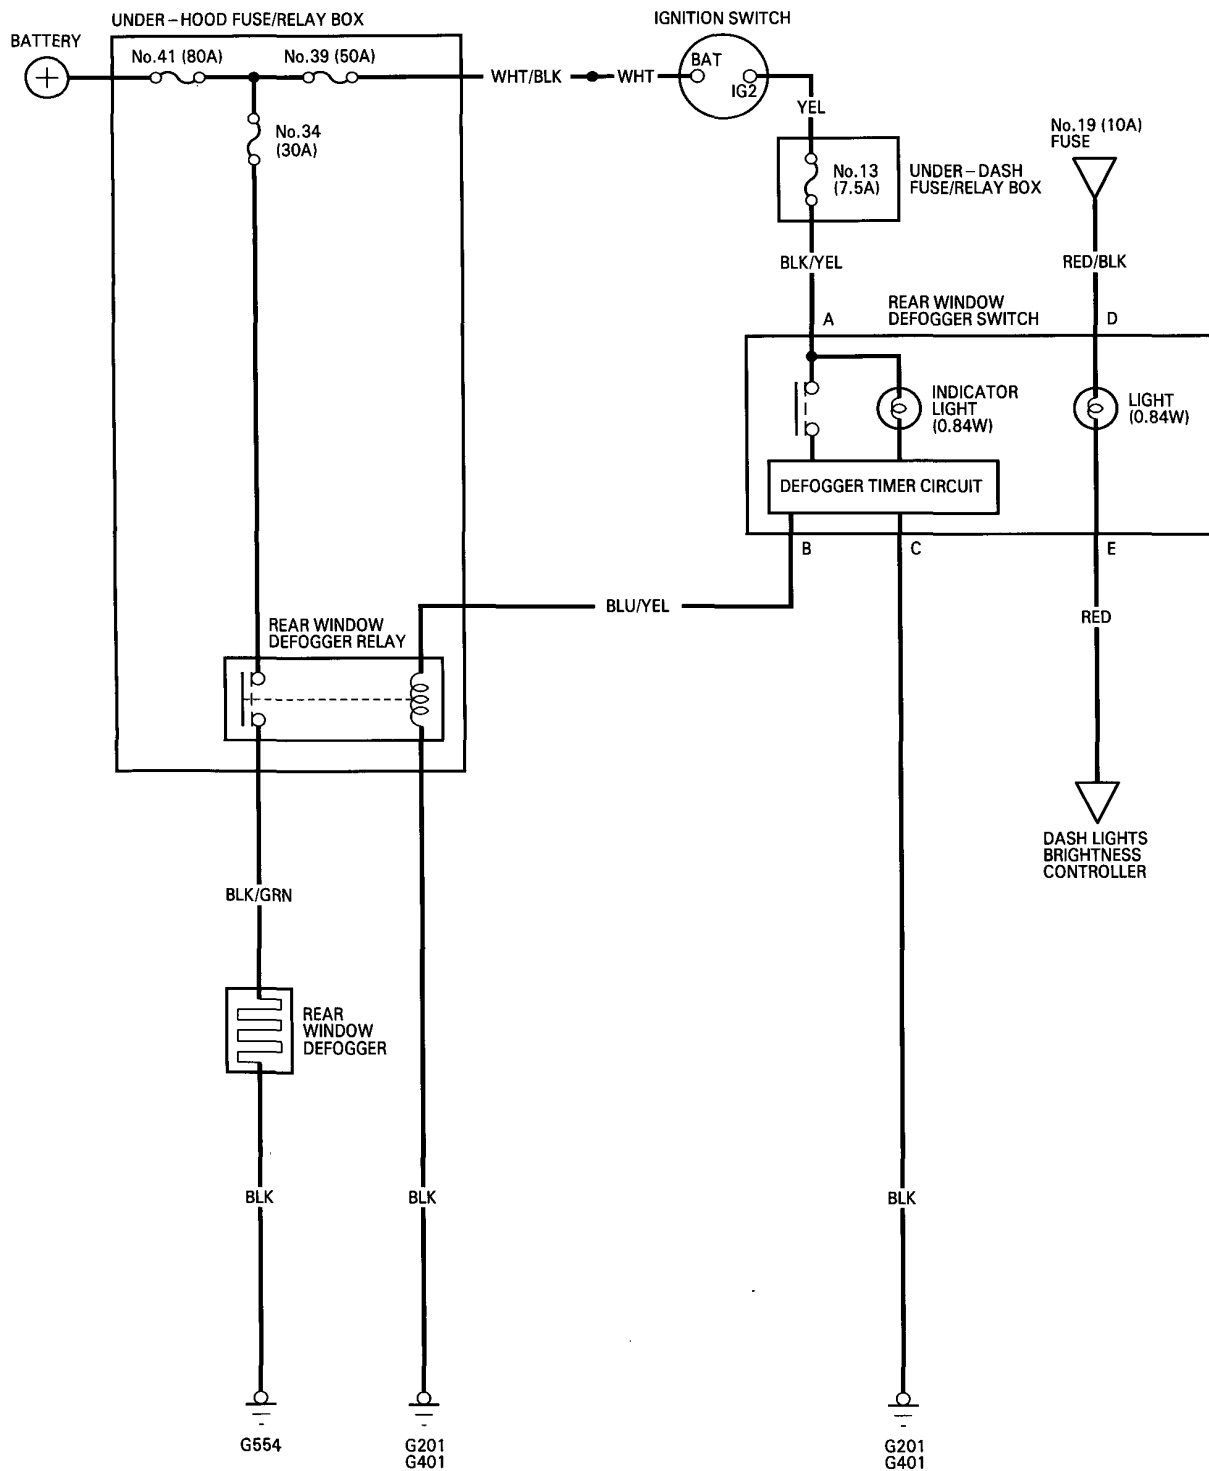 UNDER-HOOD FUSE/RELAY BOX
IGNITION SWITCH
BATTERY
No.41 (80A)
No.39 (50A)
BAT
WHT/BLK
WHT
IG2
YEL
No.34
(30A)
No.19 (10A)
FUSE
No.13
(7.5A)
UNDER-DASH
FUSE/RELAY BOX
BLK/YEL
RED/BLK
REAR WINDOW
DEFOGGER SWITCH
A
D
INDICATOR
LIGHT
(0.84W)
LIGHT
(0.84W)
DEFOGGER TIMER CIRCUIT
B
C
E
BLU/YEL
RED
REAR WINDOW
DEFOGGER RELAY
DASH LIGHTS
BRIGHTNESS
CONTROLLER
BLK/GRN
REAR
WINDOW
DEFOGGER
BLK
BLK
BLK
G554
G201
G401
G201
G401